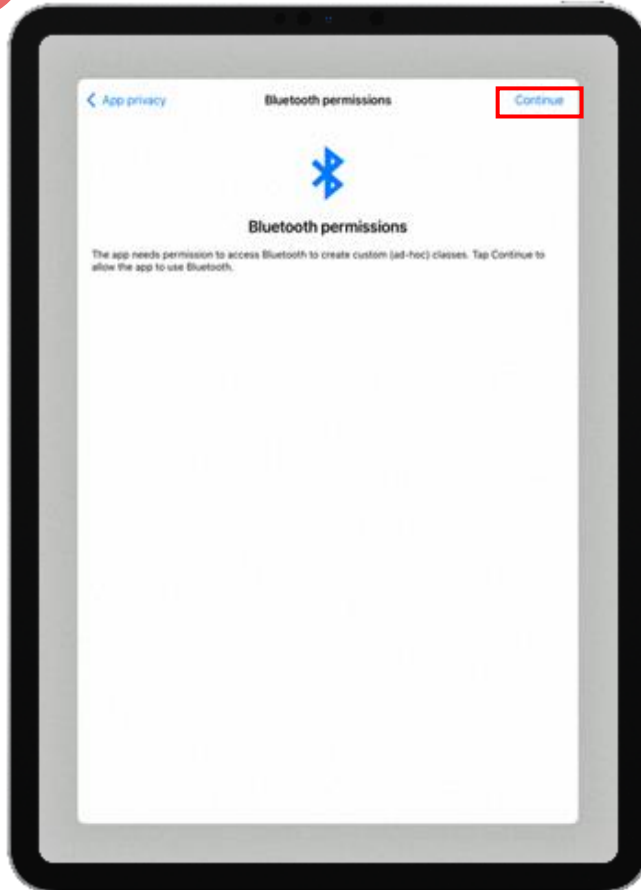 App privacy Bluetooth permissions Continue
Bluetooth permissions
The app needs permission to access Bluetooth to create custom (ad-hoc) classes. Tap Continue to
allow the app to use Bluetooth.